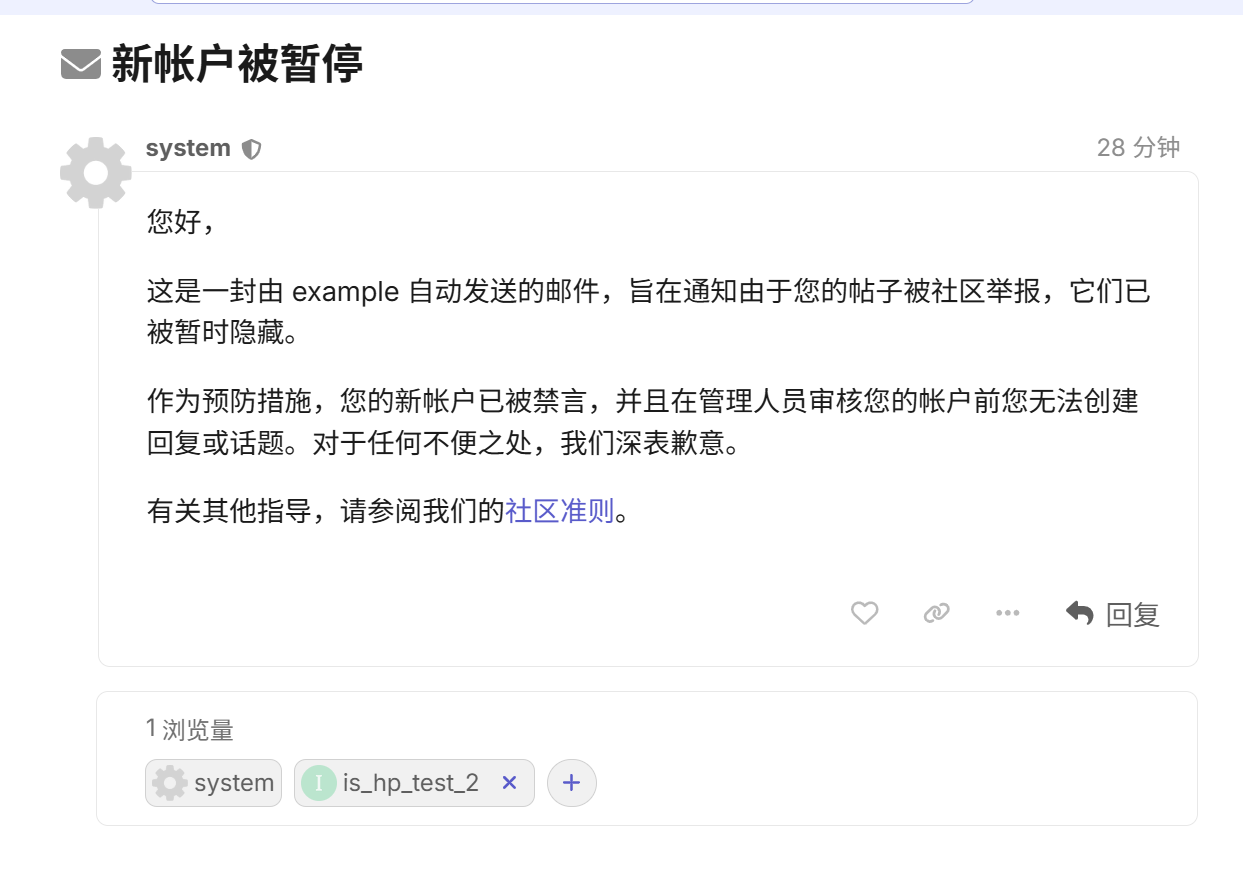 新帐户被暂停
system
28 分钟
您好，
这是一封由 example 自动发送的邮件，旨在通知由于您的帖子被社区举报，它们已
被暂时隐藏。
作为预防措施，您的新帐户已被禁言，并且在管理人员审核您的帐户前您无法创建
回复或话题。对于任何不便之处，我们深表歉意。
有关其他指导，请参阅我们的社区准则。
回复
1 浏览量
system
I is_hp_test_2 ×
+